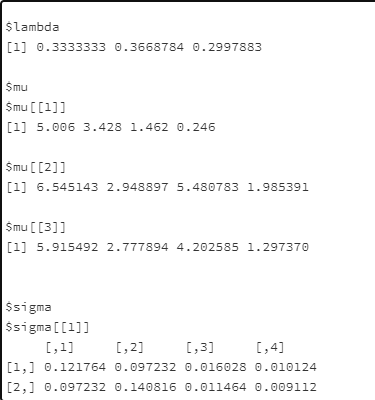 $lambda
[1] 0.3333333 0.3668784 0.2997883
$mu
$mu[[1]]
[1] 5.006 3.428 1.462 0.246
$mu[[2]]
[1] 6.545143 2.948897 5.480783 1.985391
$mu[[3]]
[1] 5.915492 2.777894 4.202585 1.297370
$sigma
$sigma[[1]]
[,1] [,2] [,3] [,4]
[1,] 0.121764 0.097232 0.016028 0.010124
[2,] 0.097232 0.140816 0.011464 0.009112